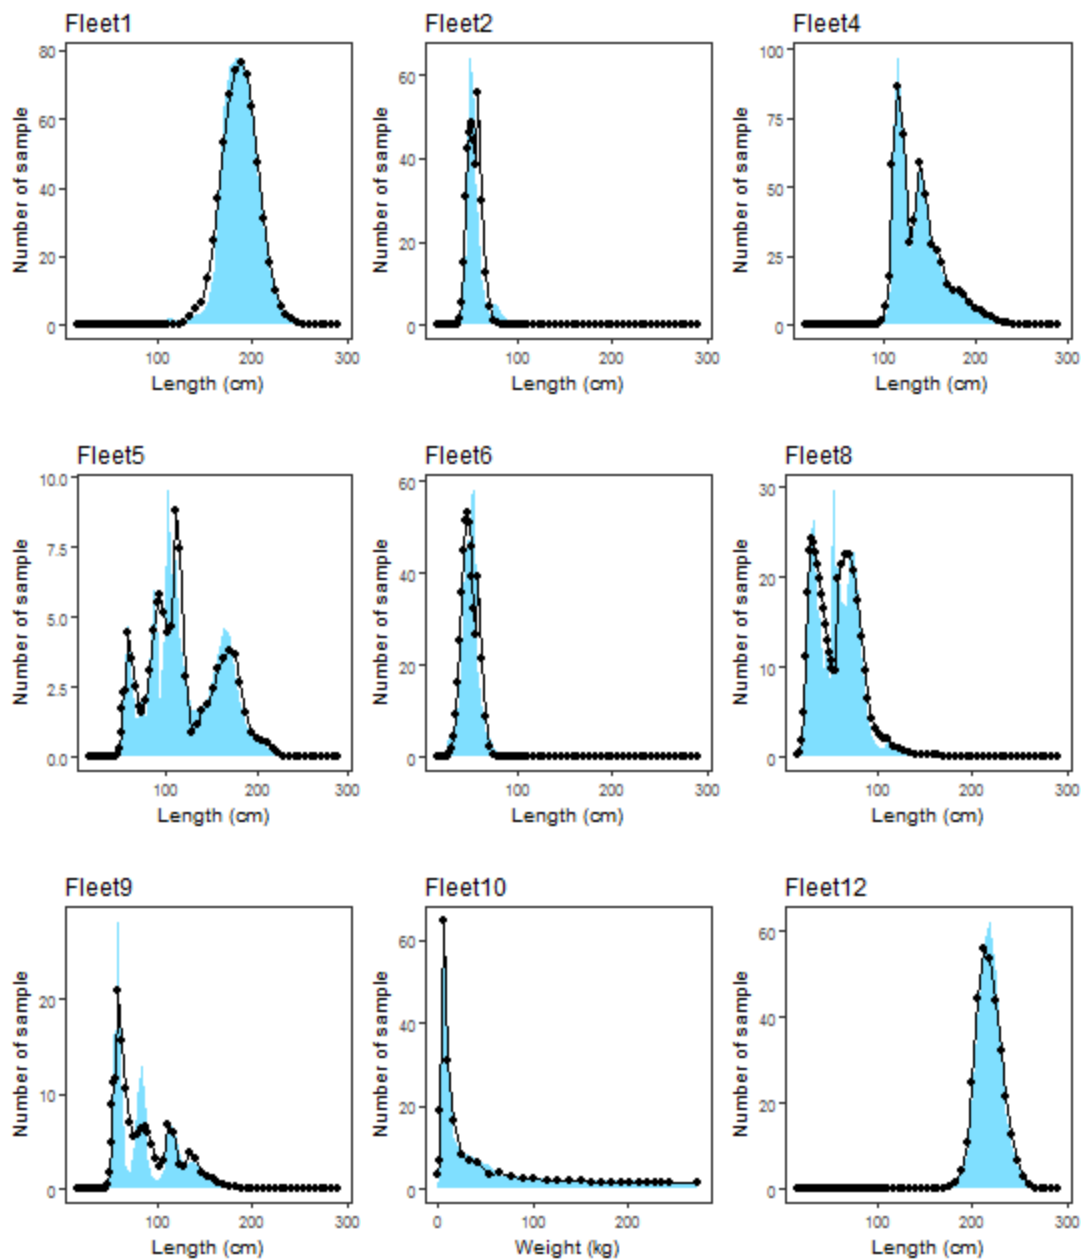 Fleet1
80
60
40
20
0
Number of sample
100 200 300
Length (cm)
Fleet2
60
40
20
0
Number of sample
100 200 300
Length (cm)
Fleet4
100
75
50
25
0
Number of sample
100 200 300
Length (cm)
Fleet5
10.0
7.5
5.0
2.5
0.0
Number of sample
100 200 300
Length (cm)
Fleet6
60
40
20
0
Number of sample
100 200 300
Length (cm)
Fleet8
30
20
10
0
Number of sample
100 200 300
Length (cm)
Fleet9
20
10
0
Number of sample
100 200 300
Length (cm)
Fleet10
60
40
20
0
Number of sample
0 100 200
Weight (kg)
Fleet12
60
40
20
0
Number of sample
100 200 300
Length (cm)